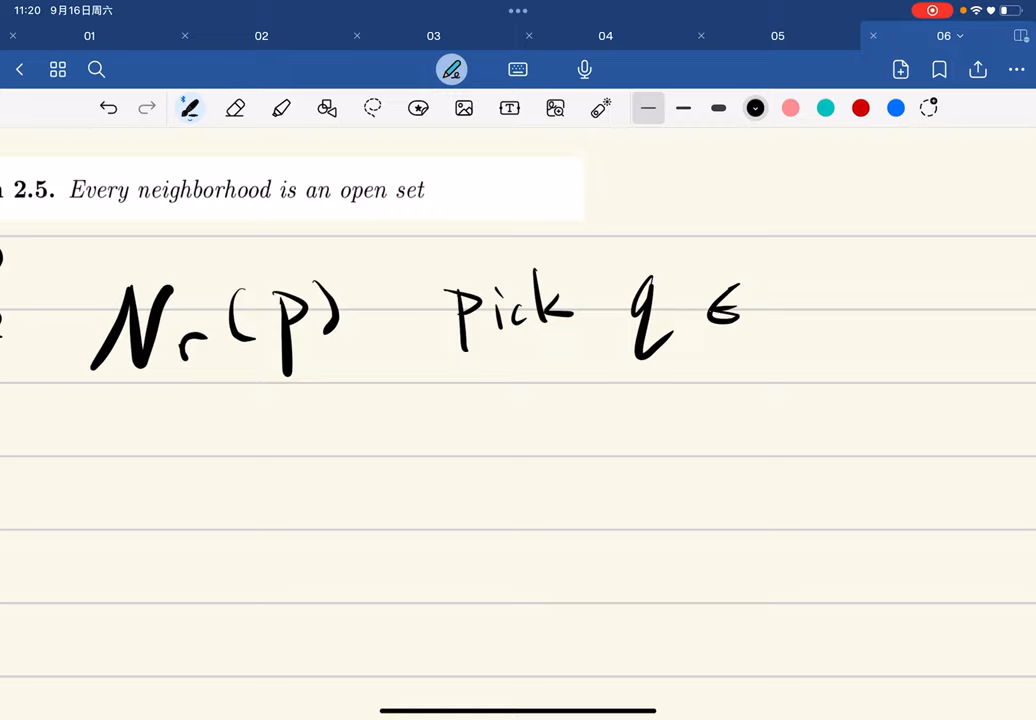 11:20 9月16日周六
01 02 03 04 05 06
2.5. Every neighborhood is an open set
N_r(p) pick q ∈